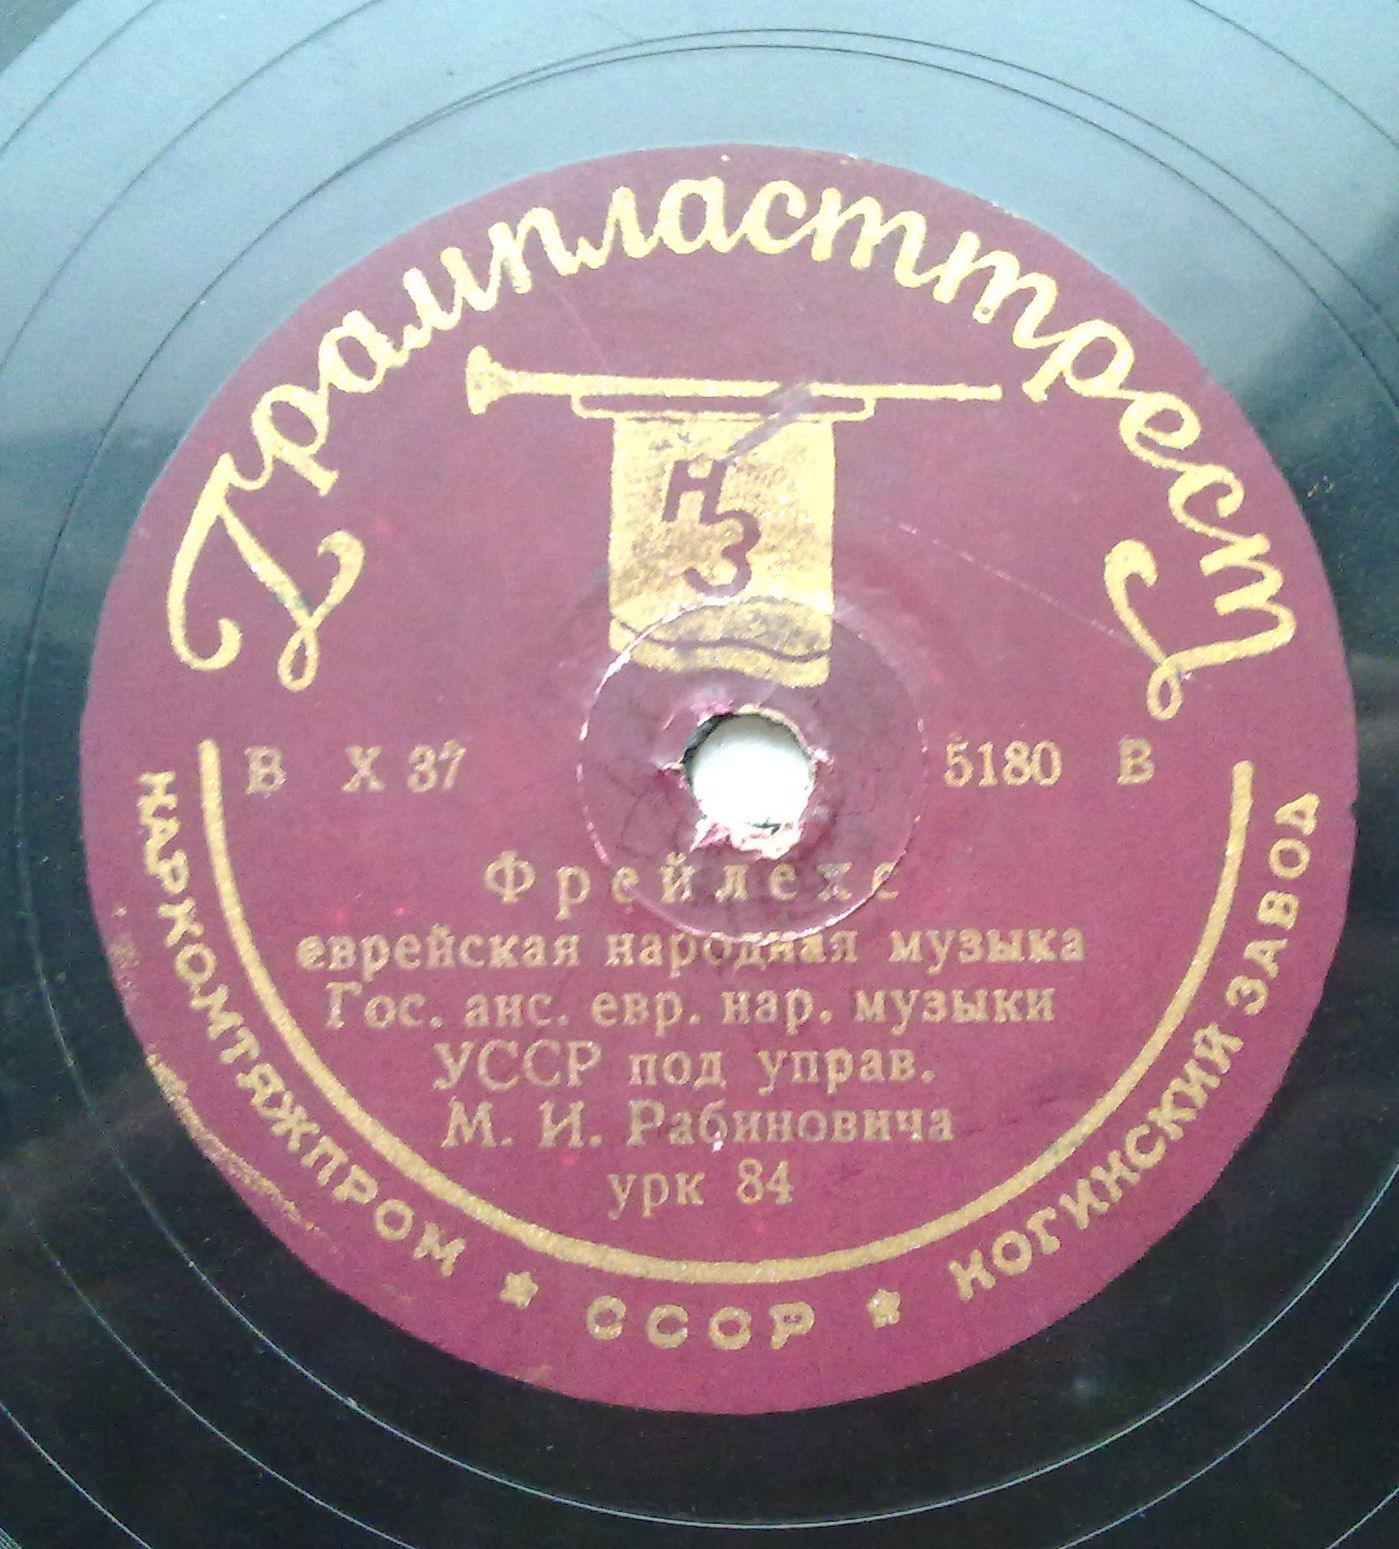 Грампласттрест
НЗ
В Х 37 5180 В
Фрейлехс
еврейская народная музыка
Гос. анс. евр. нар. музыки
УССР под управ.
М. И. Рабиновича
урк 84
НАРКОМТЯЖПРОМ ★ СССР ★ НОГИНСКИЙ ЗАВОД